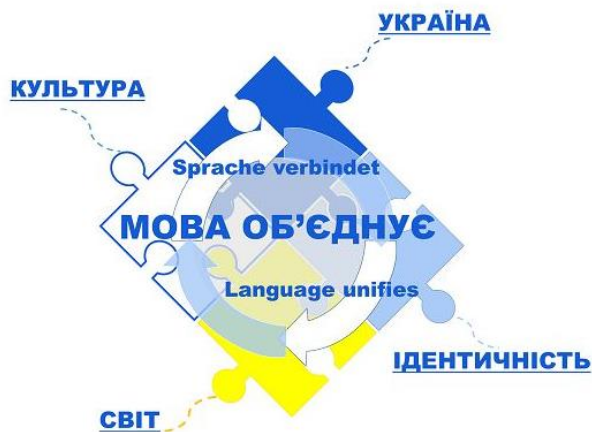 УКРАЇНА
КУЛЬТУРА
Sprache verbindet
МОВА ОБ’ЄДНУЄ
Language unifies
ІДЕНТИЧНІСТЬ
СВІТ